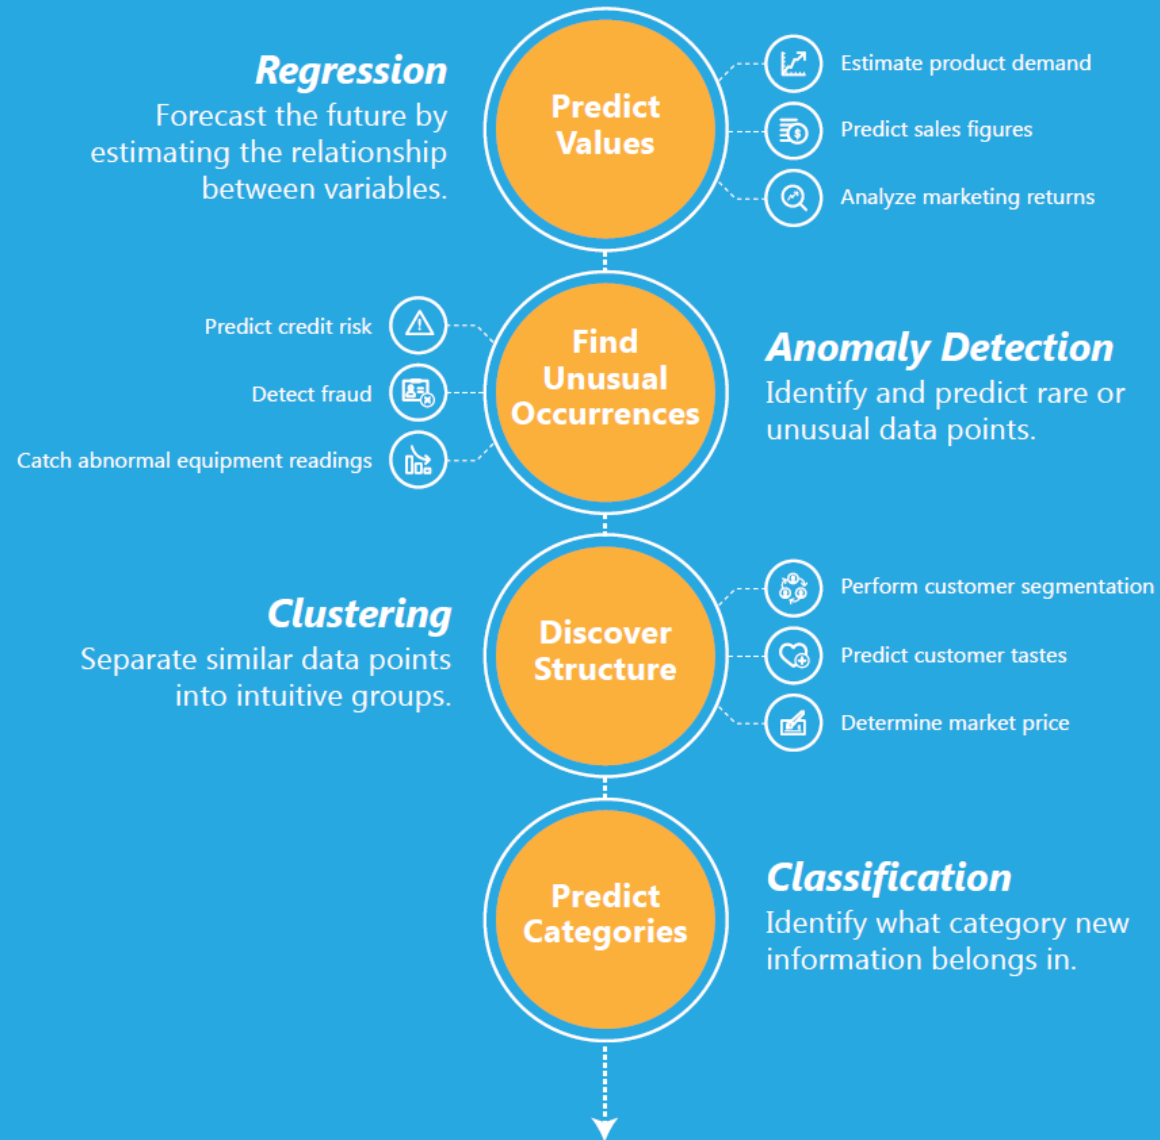 Regression
Forecast the future by
estimating the relationship
between variables.
Predict
Values
Estimate product demand
Predict sales figures
Analyze marketing returns
Predict credit risk
Detect fraud
Catch abnormal equipment readings
Find
Unusual
Occurrences
Anomaly Detection
Identify and predict rare or
unusual data points.
Clustering
Separate similar data points
into intuitive groups.
Discover
Structure
Perform customer segmentation
Predict customer tastes
Determine market price
Predict
Categories
Classification
Identify what category new
information belongs in.